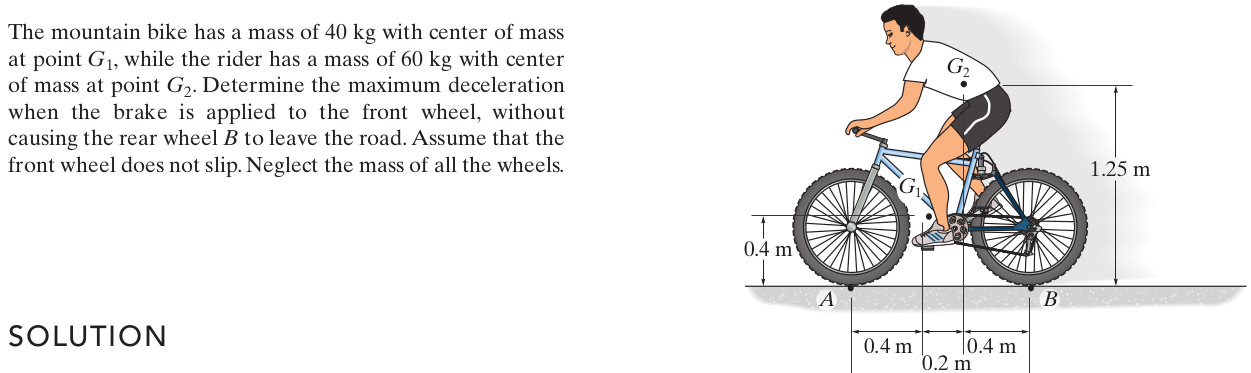 The mountain bike has a mass of 40 kg with center of mass
at point G₁, while the rider has a mass of 60 kg with center
of mass at point G₂. Determine the maximum deceleration
when the brake is applied to the front wheel, without
causing the rear wheel B to leave the road. Assume that the
front wheel does not slip. Neglect the mass of all the wheels.
SOLUTION
G₂
1.25 m
G₁
0.4 m
A
B
0.4 m
0.2 m
0.4 m